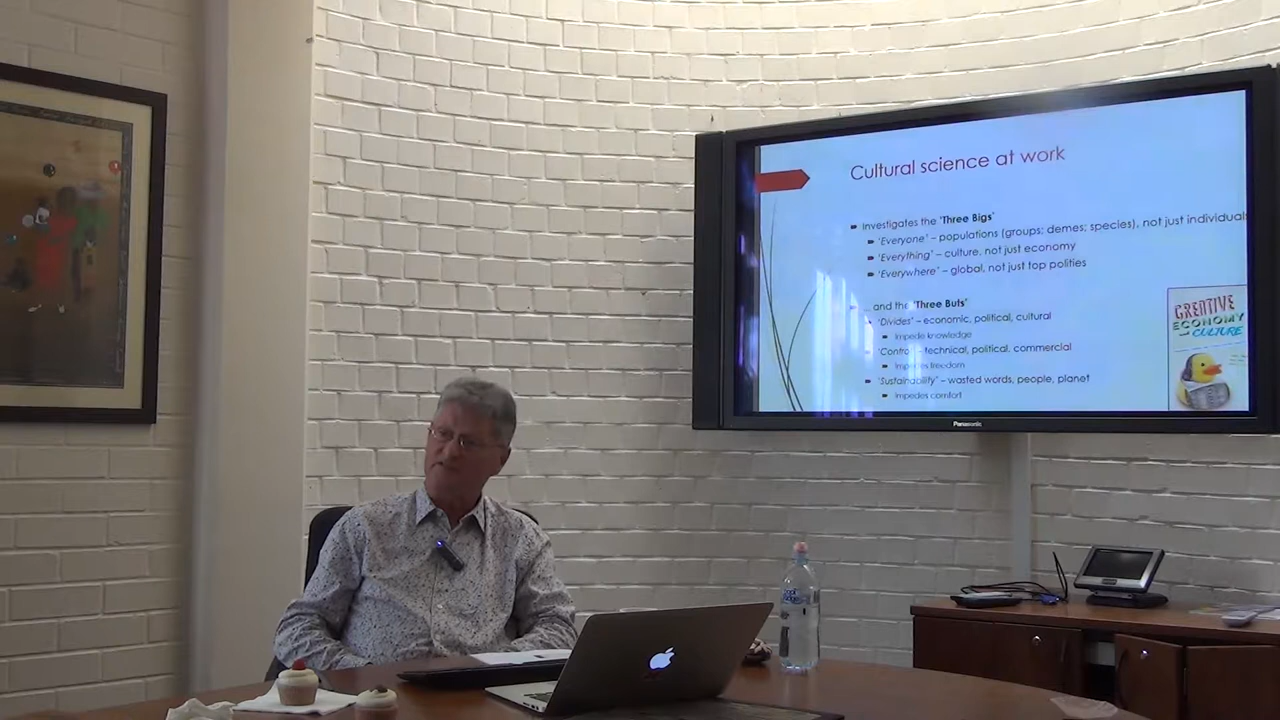 Cultural science at work
Investigates the 'Three Bigs'
'Everyone' – populations (groups; demes; species), not just individuals
'Everything' – culture, not just economy
'Everywhere' – global, not just top polities
and the 'Three Buts'
'Divides' – economic, political, cultural
Impede knowledge
'Control' – technical, political, commercial
Impedes freedom
'Sustainability' – wasted words, people, planet
Impedes comfort
CREATIVE
ECONOMY
CULTURE
Panasonic